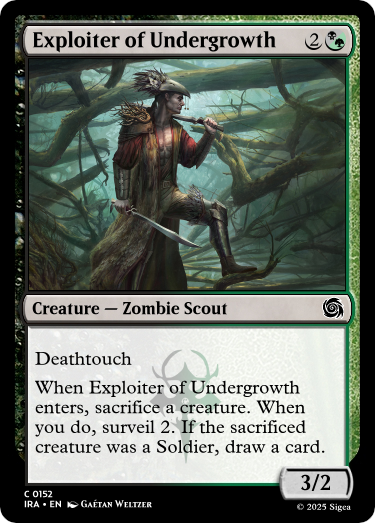 Exploiter of Undergrowth 2
Creature — Zombie Scout
Deathtouch
When Exploiter of Undergrowth
enters, sacrifice a creature. When
you do, surveil 2. If the sacrificed
creature was a Soldier, draw a card.
3/2
C 0152
IRA • EN Gaétan Weltzer
© 2025 Sigea